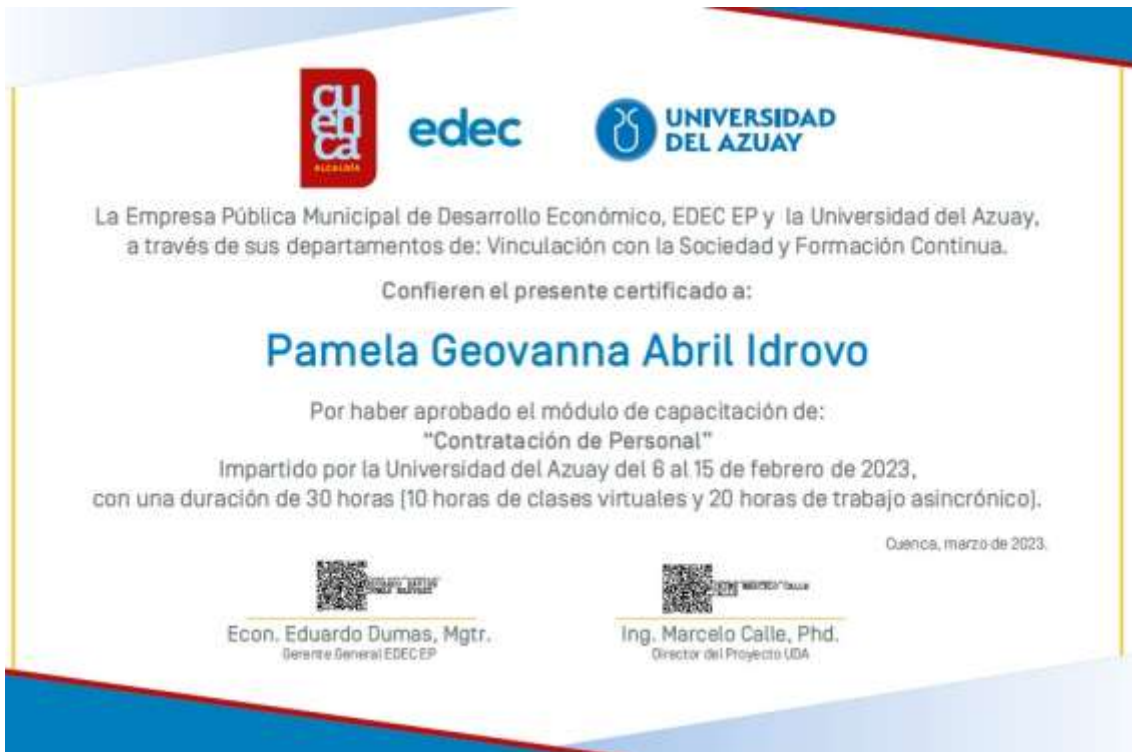 cuenca
ALCALDÍA
edec
UNIVERSIDAD
DEL AZUAY
La Empresa Pública Municipal de Desarrollo Económico, EDEC EP y la Universidad del Azuay,
a través de sus departamentos de: Vinculación con la Sociedad y Formación Continua.
Confieren el presente certificado a:
Pamela Geovanna Abril Idrovo
Por haber aprobado el módulo de capacitación de:
"Contratación de Personal"
Impartido por la Universidad del Azuay del 6 al 15 de febrero de 2023,
con una duración de 30 horas (10 horas de clases virtuales y 20 horas de trabajo asincrónico).
Cuenca, marzo de 2023.
MARCELO CALLE
Econ. Eduardo Dumas, Mgtr.
Gerente General EDEC EP
Ing. Marcelo Calle, Phd.
Director del Proyecto UDA